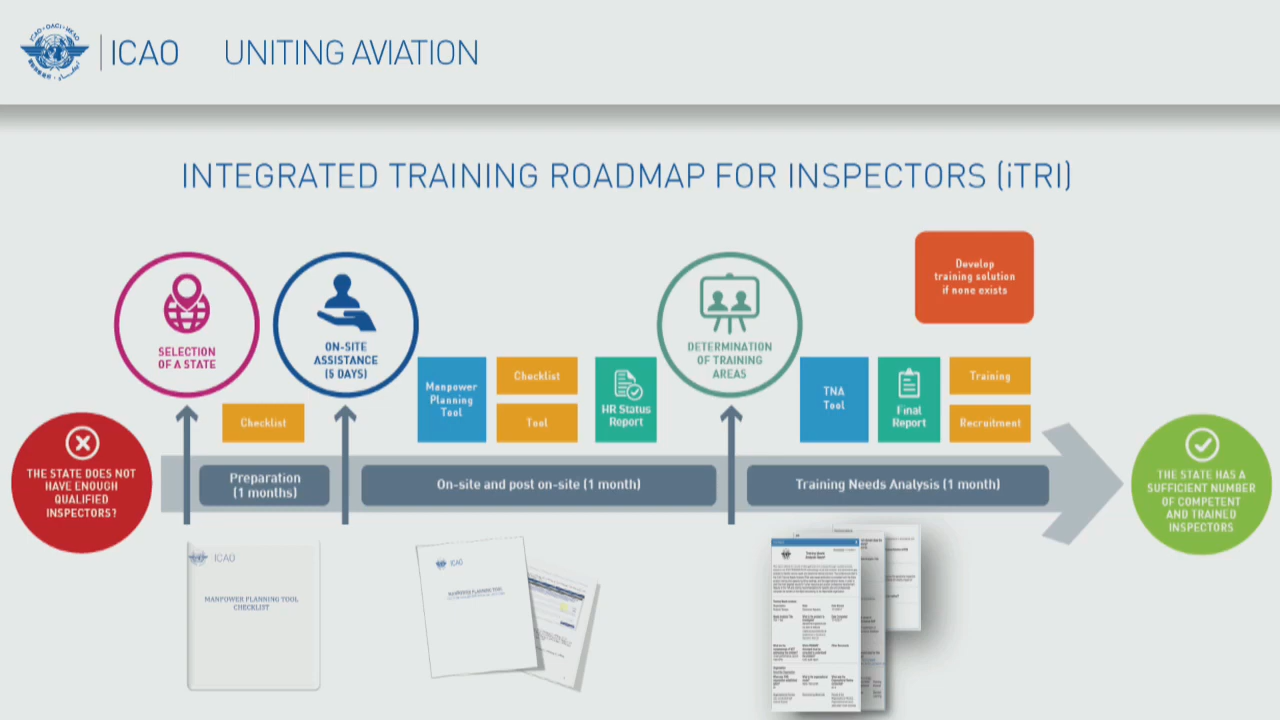 ICAO
UNITING AVIATION
INTEGRATED TRAINING ROADMAP FOR INSPECTORS (iTRI)
SELECTION
OF A STATE
ON-SITE
ASSISTANCE
(5 DAYS)
DETERMINATION
OF TRAINING
AREAS
Develop
training solution
if none exists
Checklist
Manpower
Planning
Tool
Checklist
Tool
HR Status
Report
TNA
Tool
Final
Report
Training
Recruitment
THE STATE DOES NOT
HAVE ENOUGH
QUALIFIED
INSPECTORS?
Preparation
(1 months)
On-site and post on-site (1 month)
Training Needs Analysis (1 month)
THE STATE HAS A
SUFFICIENT NUMBER
OF COMPETENT
AND TRAINED
INSPECTORS
ICAO
MANPOWER PLANNING TOOL
CHECKLIST
ICAO
MANPOWER PLANNING TOOL